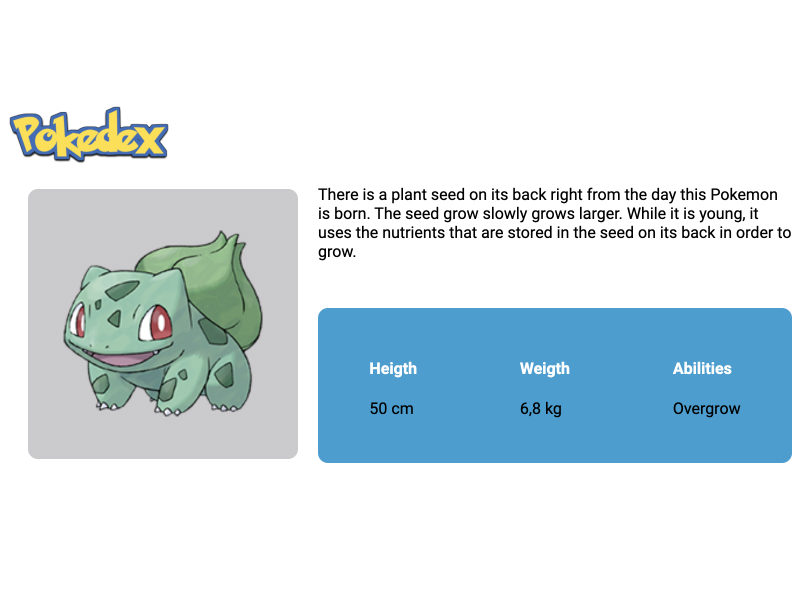 Pokedex
There is a plant seed on its back right from the day this Pokemon
is born. The seed grow slowly grows larger. While it is young, it
uses the nutrients that are stored in the seed on its back in order to
grow.
Heigth Weigth Abilities
50 cm 6,8 kg Overgrow